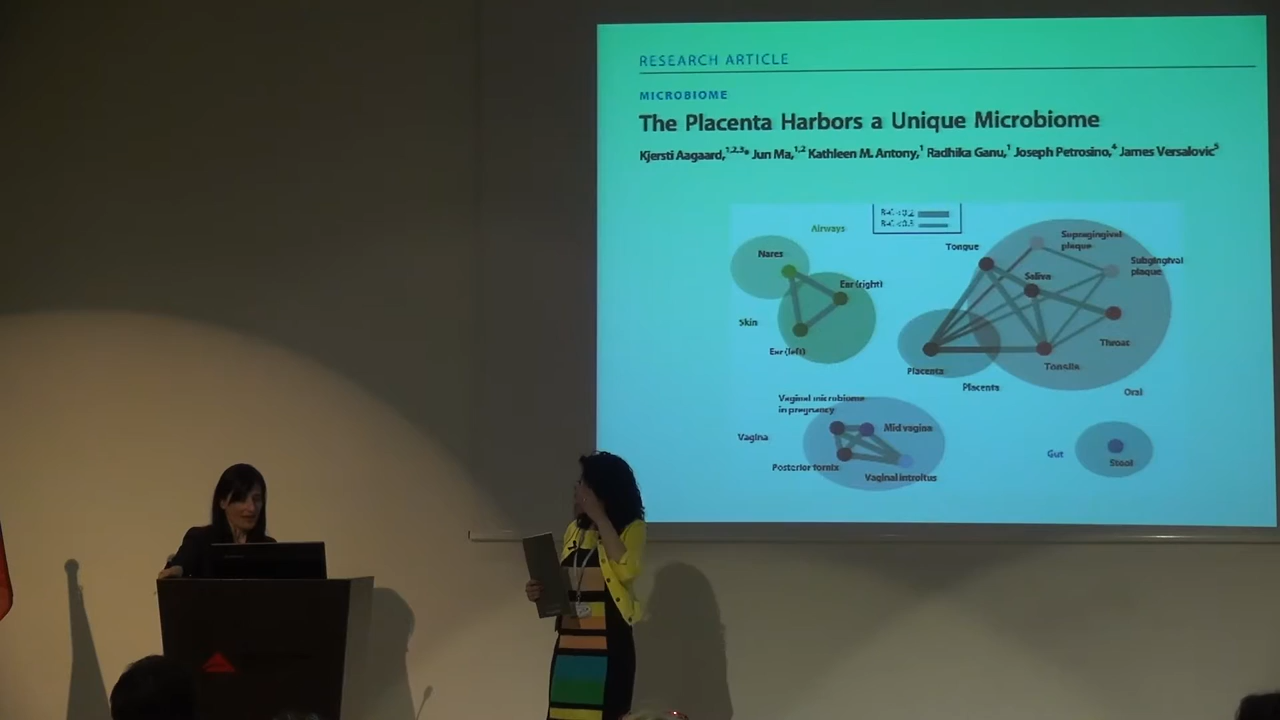 RESEARCH ARTICLE
MICROBIOME
The Placenta Harbors a Unique Microbiome
Kjersti Aagaard,1,2,3* Jun Ma,1,2 Kathleen M. Antony,1 Radhika Ganu,1 Joseph Petrosino,4 James Versalovic5
Airways
Nares
Ear (right)
Skin
Ear (left)
Tongue
Supragingival
plaque
Subgingival
plaque
Saliva
Throat
Tonsils
Placenta
Placenta
Oral
Vaginal microbiome
in pregnancy
Mid vagina
Vagina
Posterior fornix
Vaginal introitus
Gut
Stool